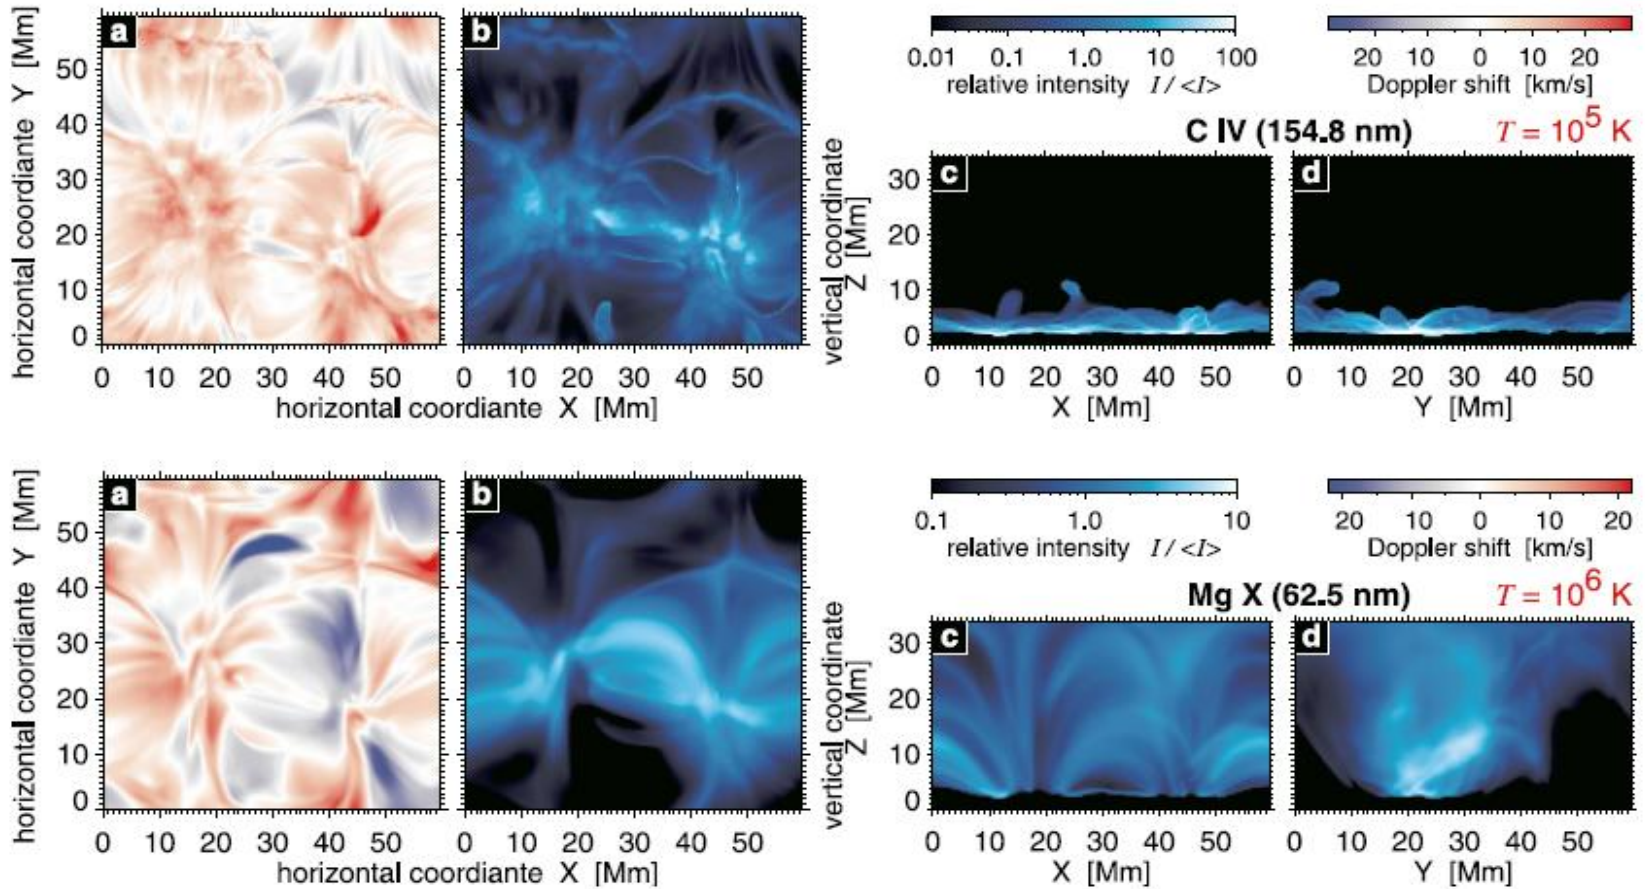 a
b
horizontal coordiante Y [Mm]
50
40
30
20
10
0
0 10 20 30 40 50
0 10 20 30 40 50
horizontal coordiante X [Mm]
0.01 0.1 1.0 10 100
relative intensity I / <I>
20 10 0 10 20
Doppler shift [km/s]
C IV (154.8 nm)
T = 10^5 K
c
d
vertical coordinate
Z [Mm]
30
20
10
0
0 10 20 30 40 50
X [Mm]
0 10 20 30 40 50
Y [Mm]
a
b
horizontal coordiante Y [Mm]
50
40
30
20
10
0
0 10 20 30 40 50
0 10 20 30 40 50
horizontal coordiante X [Mm]
0.1 1.0 10
relative intensity I / <I>
20 10 0 10 20
Doppler shift [km/s]
Mg X (62.5 nm)
T = 10^6 K
c
d
vertical coordinate
Z [Mm]
30
20
10
0
0 10 20 30 40 50
X [Mm]
0 10 20 30 40 50
Y [Mm]